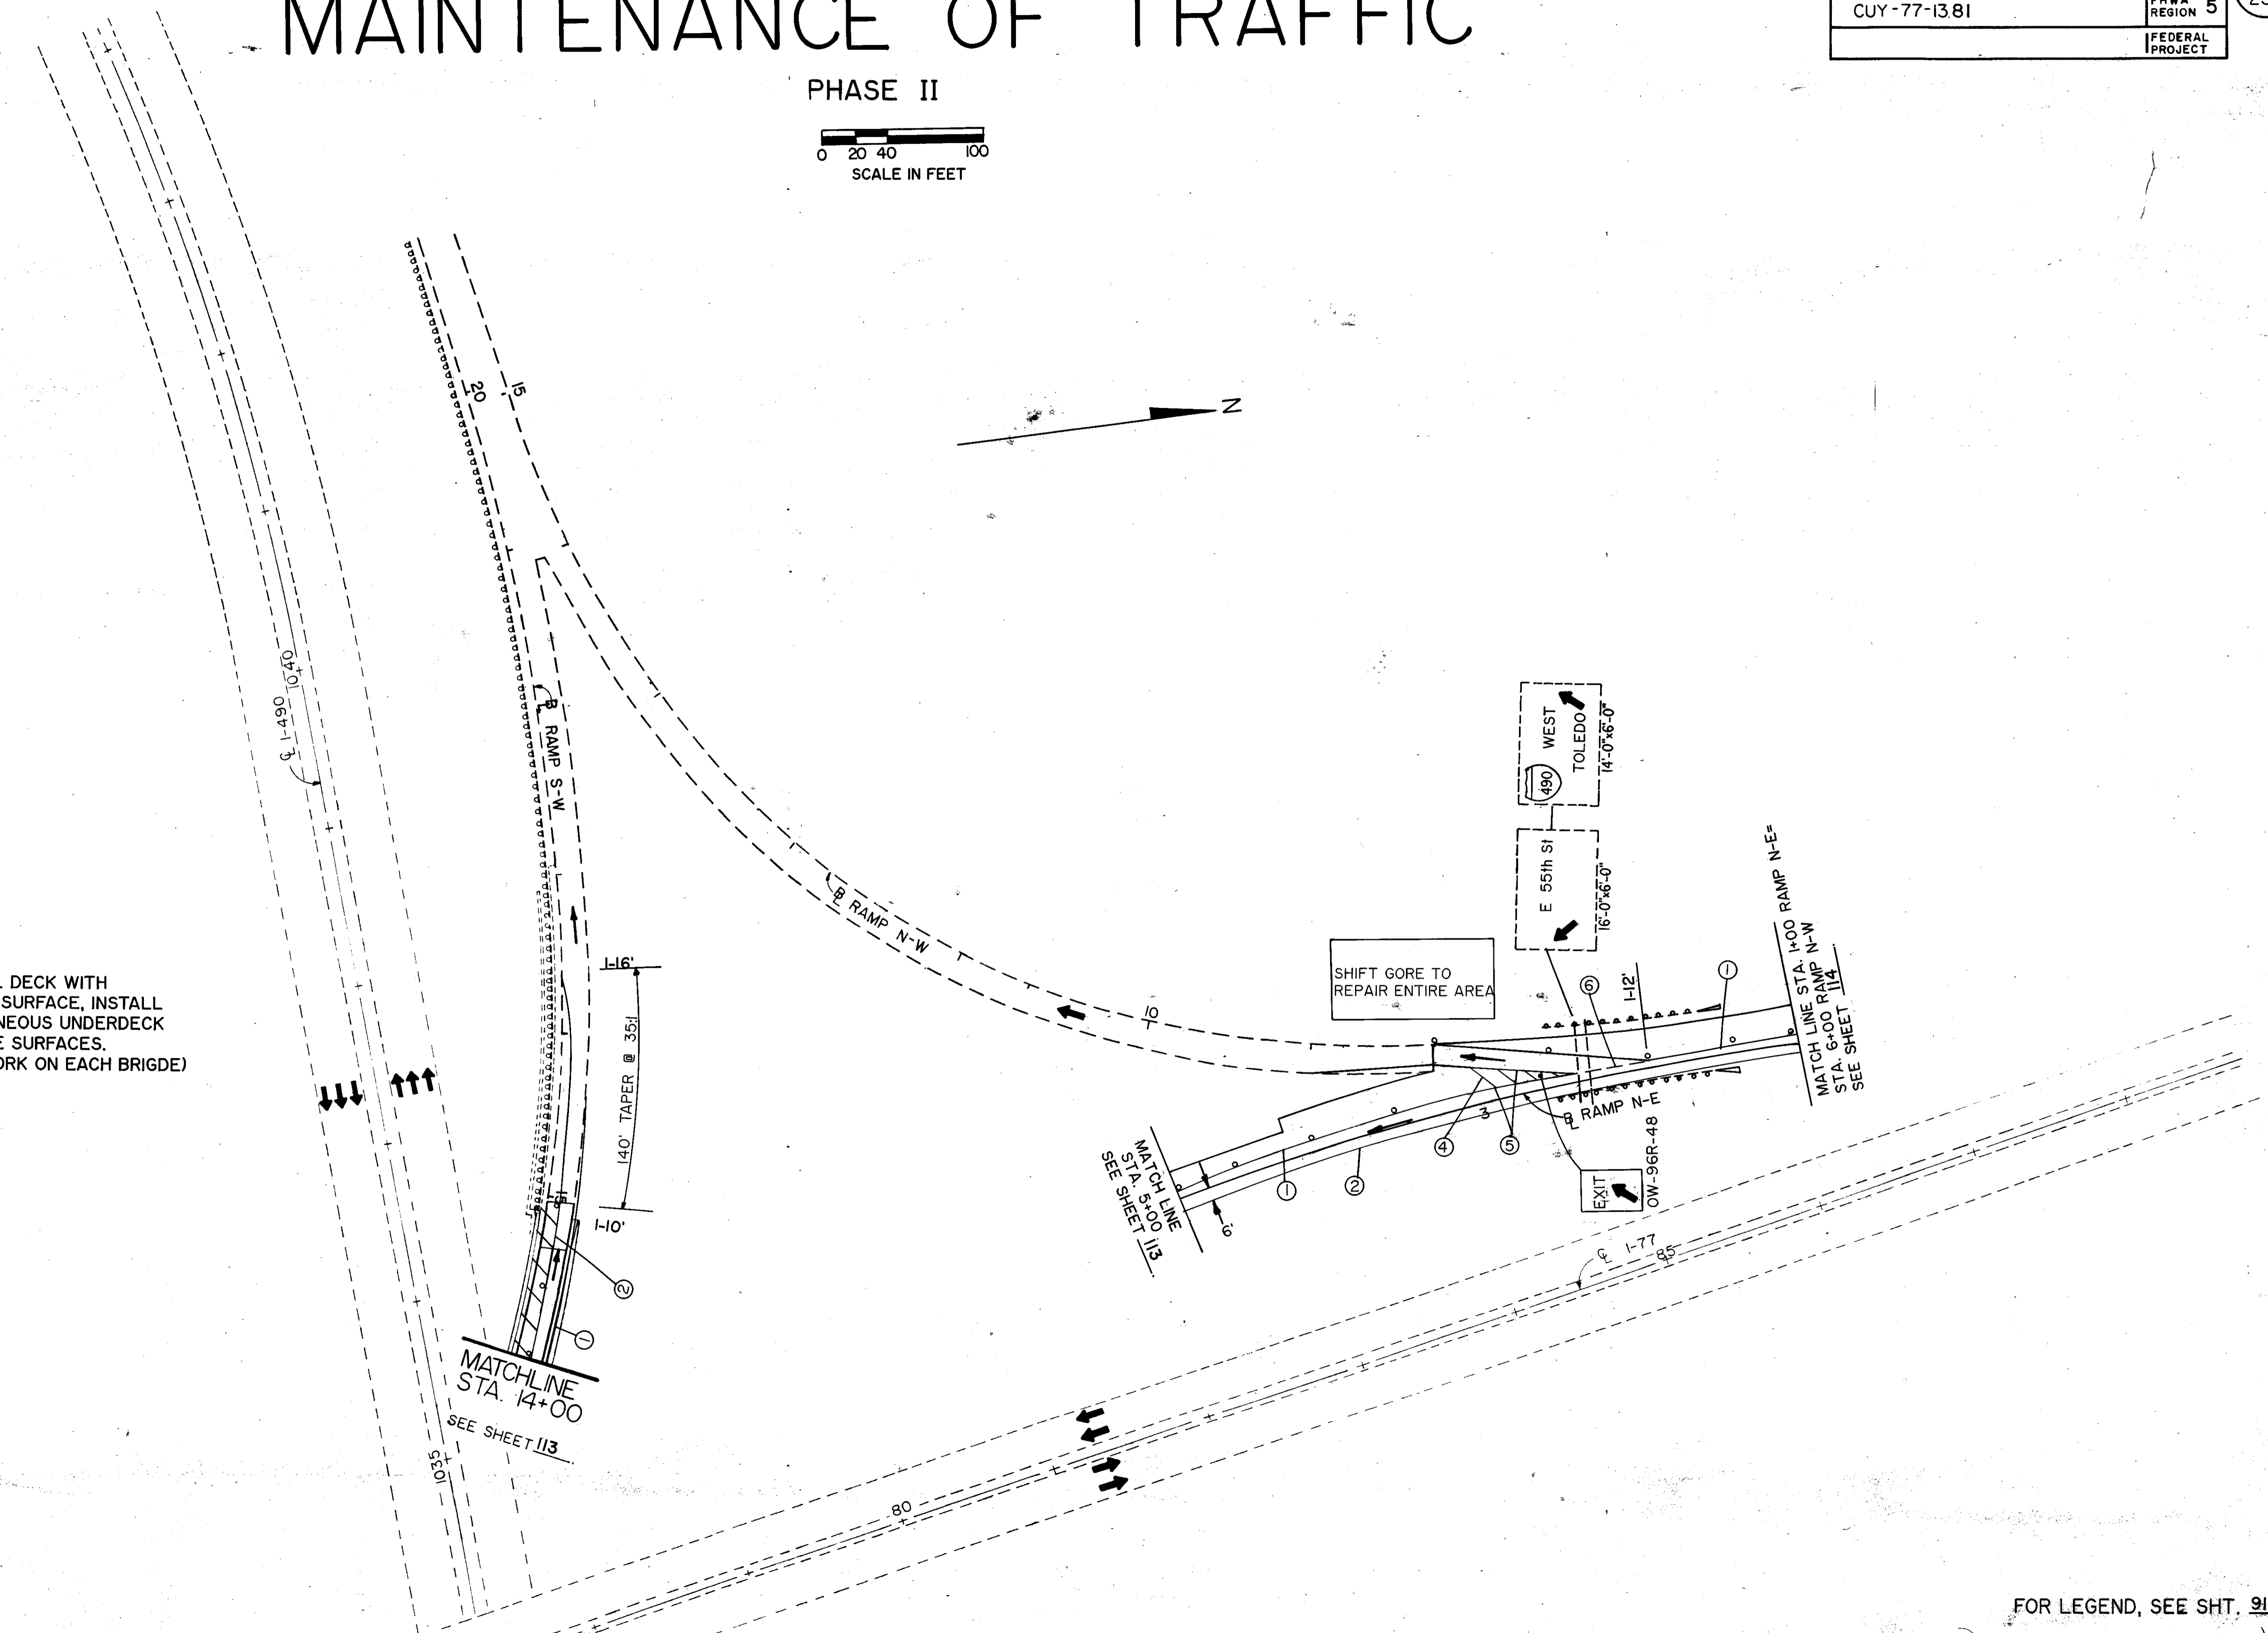 MAINTENANCE OF TRAFFIC
PHASE II
0 20 40 100
SCALE IN FEET
CUY-77-13.81
REGION 5
FEDERAL
PROJECT
N
20
15
℄ I-490
1040
B RAMP S-W
B RAMP N-W
10
490
WEST
TOLEDO
14'-0"x6'-0"
E 55th St
16'-0"x6'-0"
SHIFT GORE TO
REPAIR ENTIRE AREA
6
1-12'
1
MATCH LINE STA. 1+00 RAMP N-E=
STA. 6+00 RAMP N-W
SEE SHEET 114
DECK WITH
SURFACE, INSTALL
NEOUS UNDERDECK
E SURFACES.
ORK ON EACH BRIGDE)
1-16'
140' TAPER @ 35:1
1-10'
15
2
1
MATCHLINE
STA. 14+00
SEE SHEET 113
1035
MATCH LINE
STA. 5+00
SEE SHEET 113
6'
1
2
3
4
5
B RAMP N-E
EXIT
OW-96R-48
℄ I-77
85
80
FOR LEGEND, SEE SHT. 91